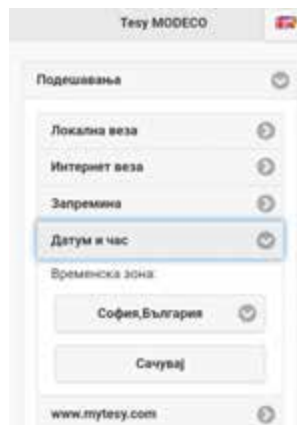 Tesy MODECO
Подешавања
Локална веза
Интернет веза
Запремина
Датум и час
Временска зона:
София,България
Сачувај
www.mytesy.com